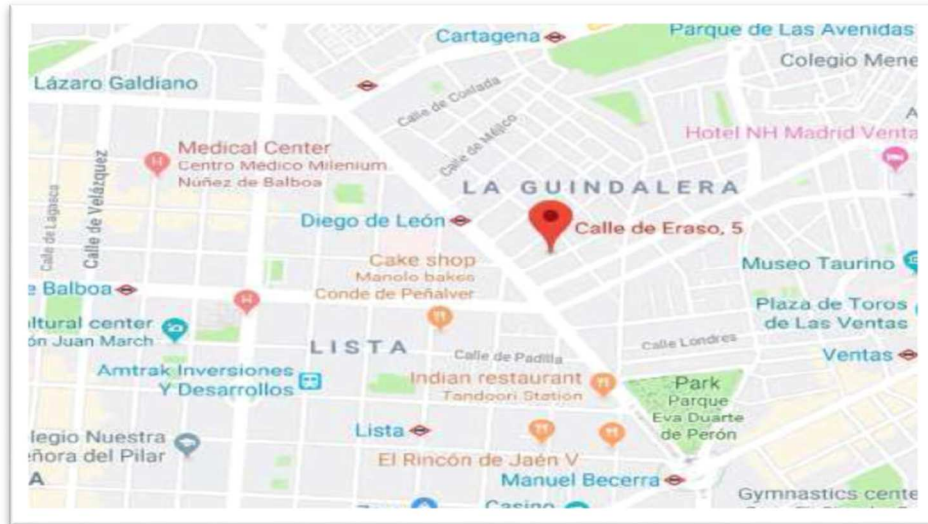 Cartagena
Parque de Las Avenidas
Lázaro Galdiano
Colegio Mene
Calle de Coslada
Calle de Méjico
Hotel NH Madrid Venta
Medical Center
Centro Médico Milenium
Núñez de Balboa
Calle de Velázquez
Calle de Lagasca
LA GUINDALERA
Diego de León
Calle de Eraso, 5
Cake shop
Manolo bakes
Conde de Peñalver
Museo Taurino
e Balboa
Plaza de Toros
de Las Ventas
ltural center
ón Juan March
LISTA
Calle de Padilla
Calle Londres
Ventas
Amtrak Inversiones
Y Desarrollos
Indian restaurant
Tandoori Station
Park
Parque
Eva Duarte
de Perón
legio Nuestra
eñora del Pilar
Lista
El Rincón de Jaén V
A
Manuel Becerra
Gymnastics cente
Casino